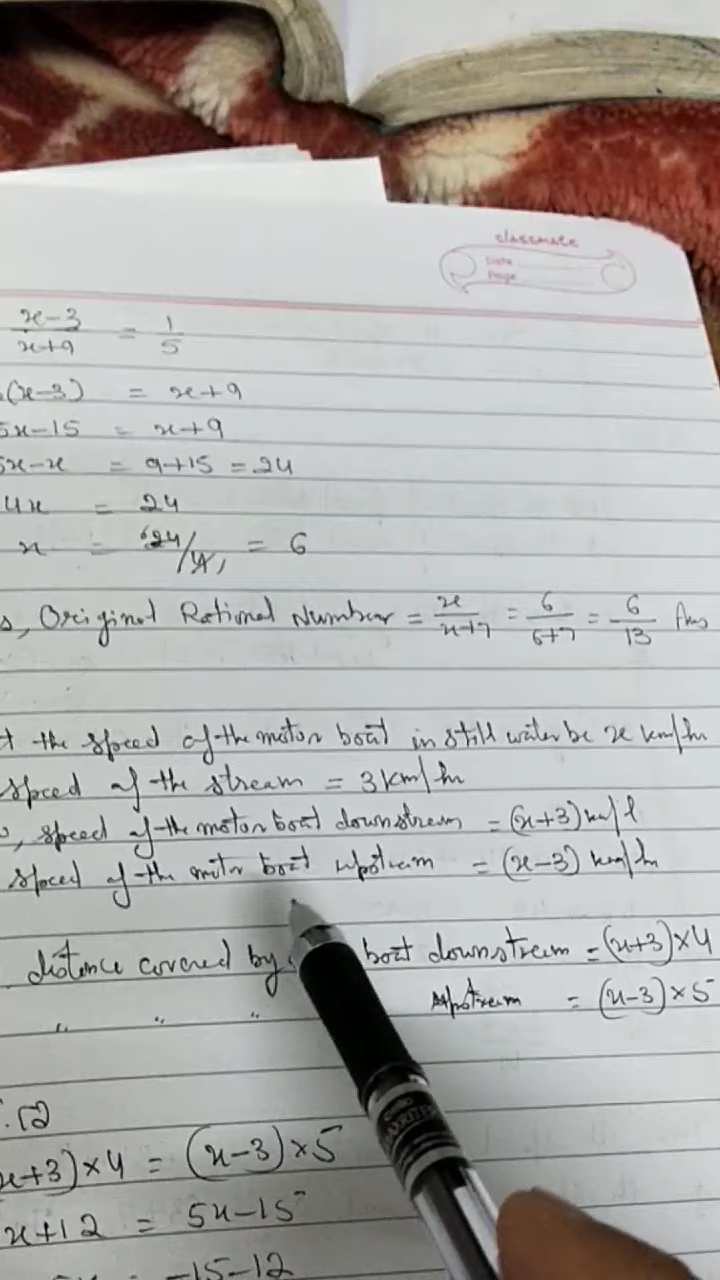 classmate
Date
Page
x-3/x+9 = 1/5
(x-3) = x+9
5x-15 = x+9
5x-x = 9+15 = 24
4x = 24
x = 24/4 = 6
s, Original Rational Number = x/x+7 = 6/6+7 = 6/13 Ans
t the speed of the motor boat in still water be x km/hr
speed of the stream = 3 km/hr
, speed of the motor boat downstream = (x+3) km/h
speed of the motor boat upstream = (x-3) km/hr
distance covered by boat downstream = (x+3)×4
" " " upstream = (x-3)×5
x+3)×4 = (x-3)×5
x+12 = 5x-15
-15-12